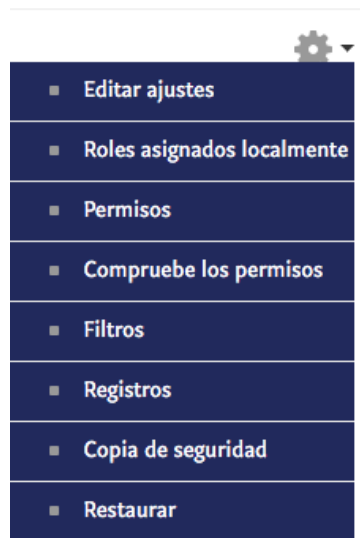 Editar ajustes
Roles asignados localmente
Permisos
Compruebe los permisos
Filtros
Registros
Copia de seguridad
Restaurar